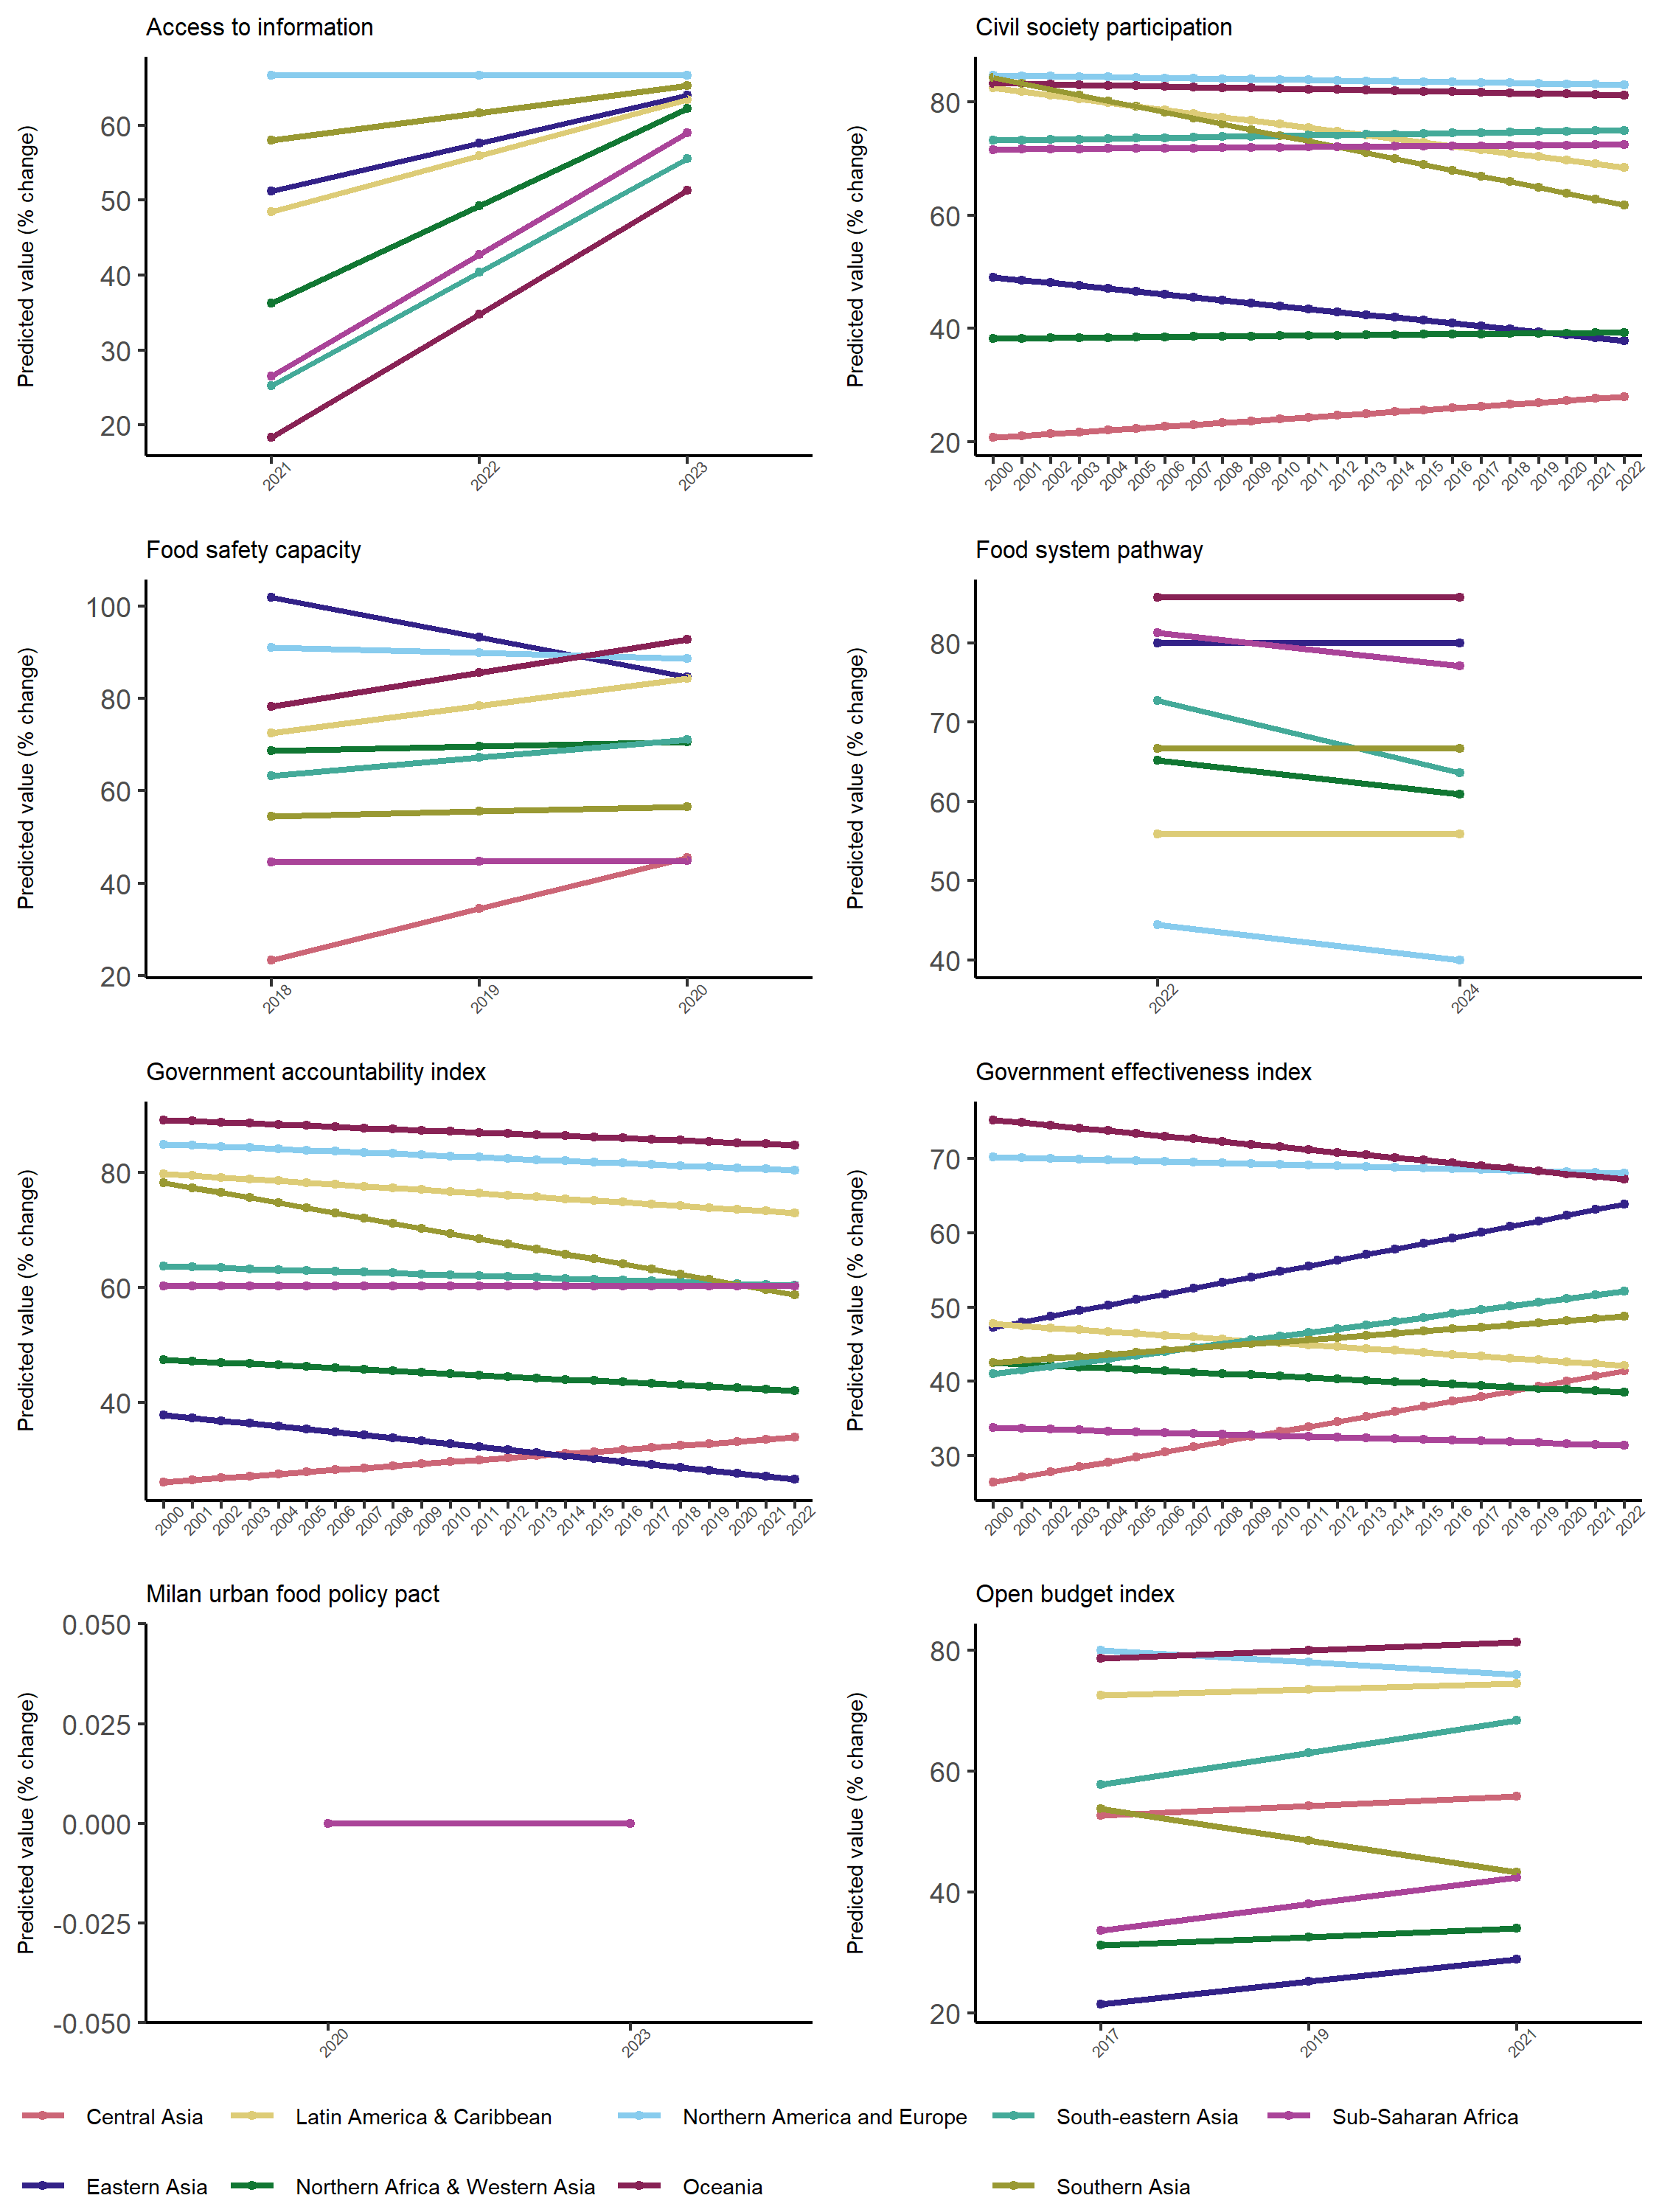 Access to information
Predicted value (% change)
60
50
40
30
20
2021 2022 2023
Civil society participation
Predicted value (% change)
80
60
40
20
2000 2001 2002 2003 2004 2005 2006 2007 2008 2009 2010 2011 2012 2013 2014 2015 2016 2017 2018 2019 2020 2021 2022
Food safety capacity
Predicted value (% change)
100
80
60
40
20
2018 2019 2020
Food system pathway
Predicted value (% change)
80
70
60
50
40
2022 2024
Government accountability index
Predicted value (% change)
80
60
40
2000 2001 2002 2003 2004 2005 2006 2007 2008 2009 2010 2011 2012 2013 2014 2015 2016 2017 2018 2019 2020 2021 2022
Government effectiveness index
Predicted value (% change)
70
60
50
40
30
2000 2001 2002 2003 2004 2005 2006 2007 2008 2009 2010 2011 2012 2013 2014 2015 2016 2017 2018 2019 2020 2021 2022
Milan urban food policy pact
Predicted value (% change)
0.050
0.025
0.000
-0.025
-0.050
2020 2023
Open budget index
Predicted value (% change)
80
60
40
20
2017 2019 2021
Central Asia Latin America & Caribbean Northern America and Europe South-eastern Asia Sub-Saharan Africa
Eastern Asia Northern Africa & Western Asia Oceania Southern Asia